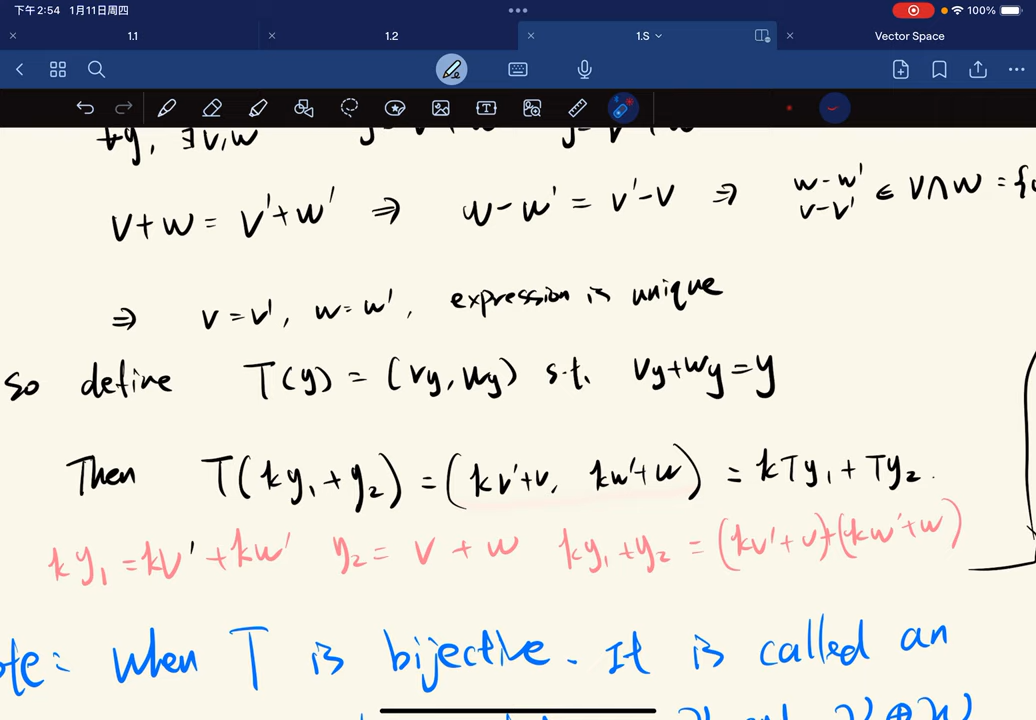 下午2:54 1月11日周四 100%
1.1 1.2 1.S Vector Space
∀y, ∃v,w
v+w = v'+w' ⇒ w-w' = v'-v ⇒ w-w' v-v' ∈ V∩W = {
⇒ v=v', w=w', expression is unique
so define T(y) = (vy, wy) s.t. vy+wy=y
Then T(ky₁+y₂) = (kv'+v, kw'+w) = kTy₁+Ty₂.
ky₁=kv'+kw' y₂= v+w ky₁+y₂ = (kv'+v)+(kw'+w)
ote: when T is bijective. It is called an
V⊕W